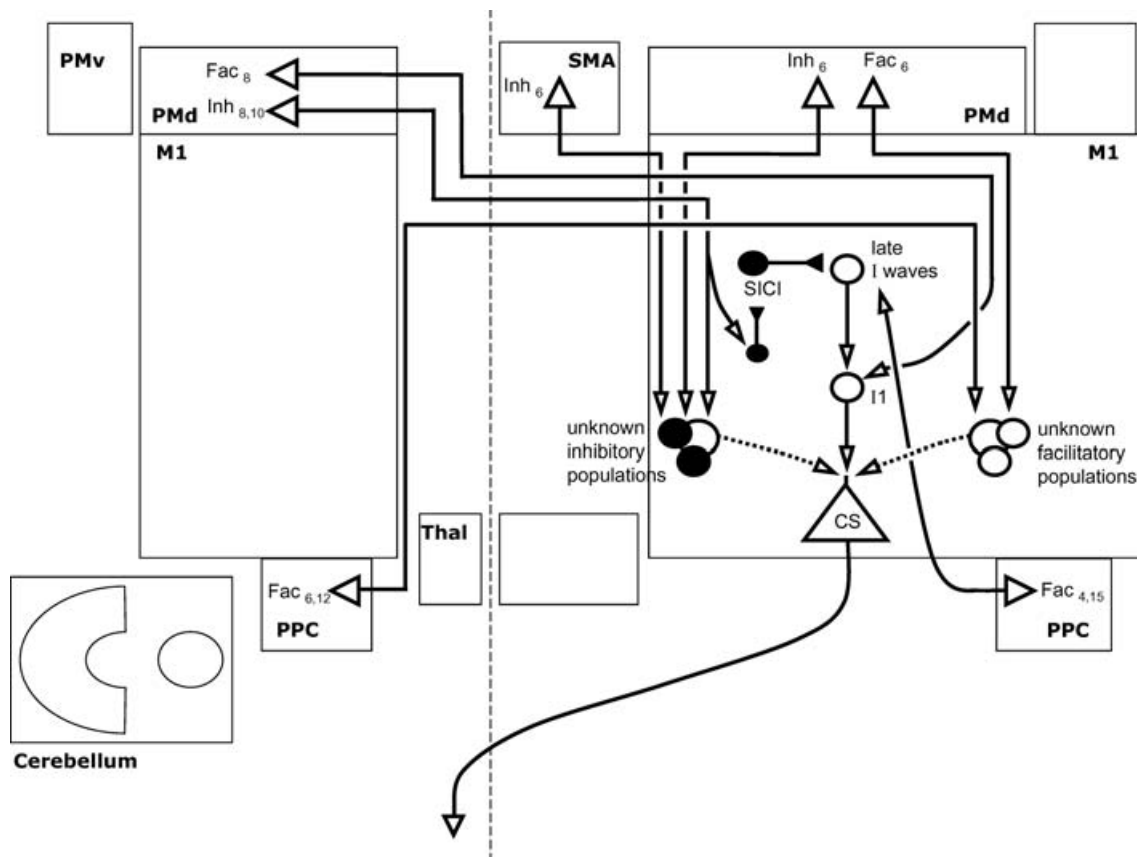 PMv
Fac 8
Inh 8,10
PMd
M1
SMA
Inh 6
Inh 6
Fac 6
PMd
M1
late
I waves
SICI
I1
unknown
inhibitory
populations
unknown
facilitatory
populations
CS
Thal
Fac 6,12
PPC
Fac 4,15
PPC
Cerebellum